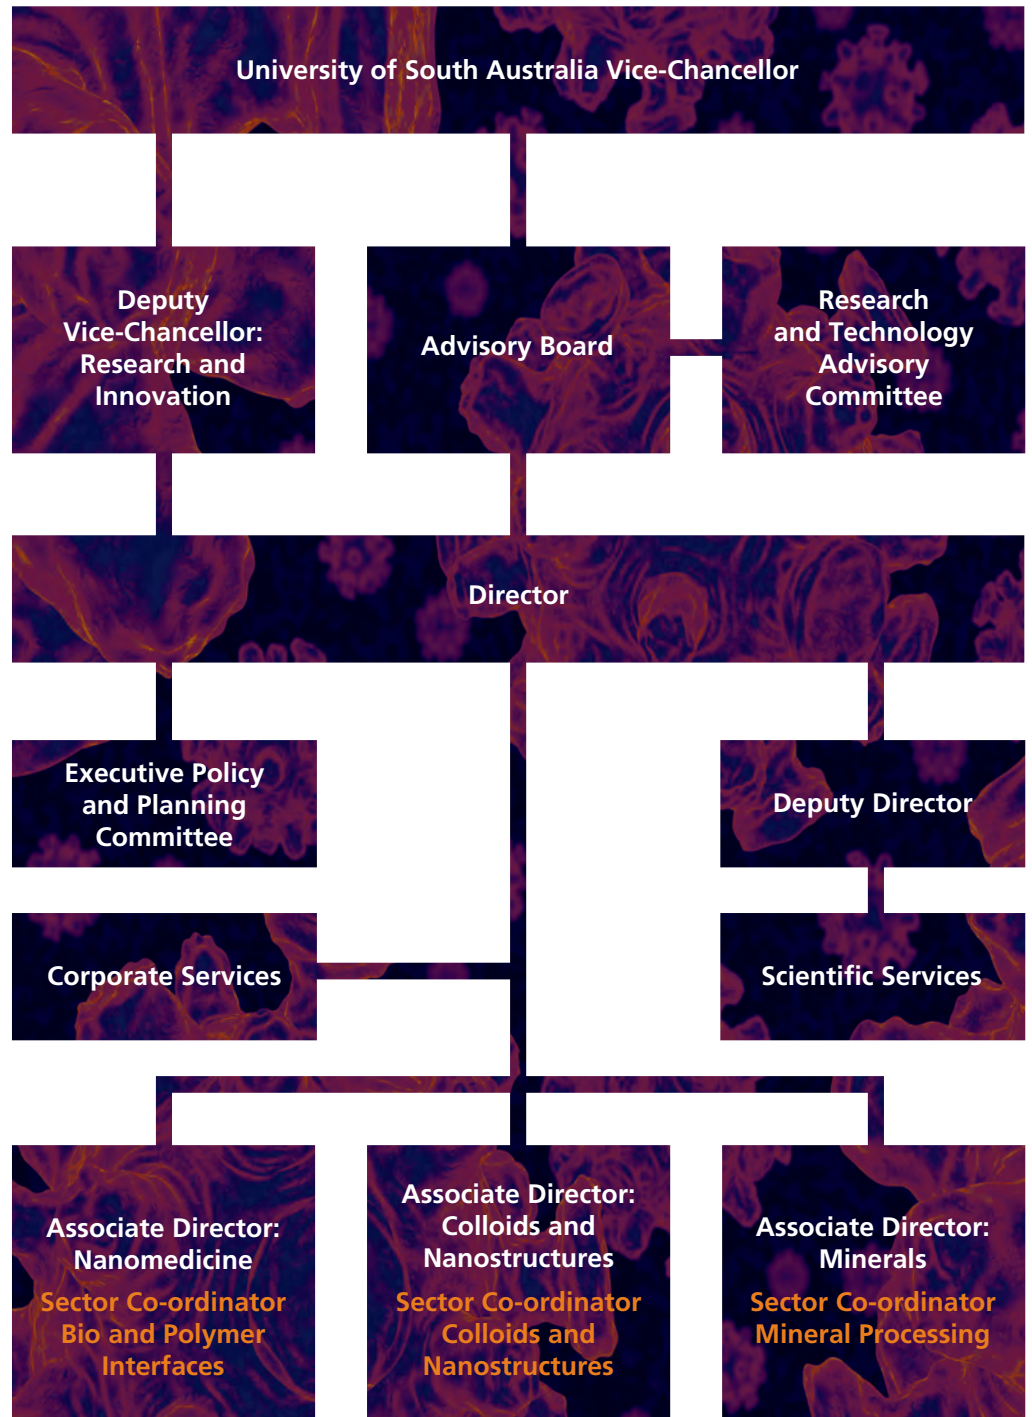 University of South Australia Vice-Chancellor
Deputy
Vice-Chancellor:
Research and
Innovation
Advisory Board
Research
and Technology
Advisory
Committee
Director
Executive Policy
and Planning
Committee
Deputy Director
Corporate Services
Scientific Services
Associate Director:
Nanomedicine
Sector Co-ordinator
Bio and Polymer
Interfaces
Associate Director:
Colloids and
Nanostructures
Sector Co-ordinator
Colloids and
Nanostructures
Associate Director:
Minerals
Sector Co-ordinator
Mineral Processing